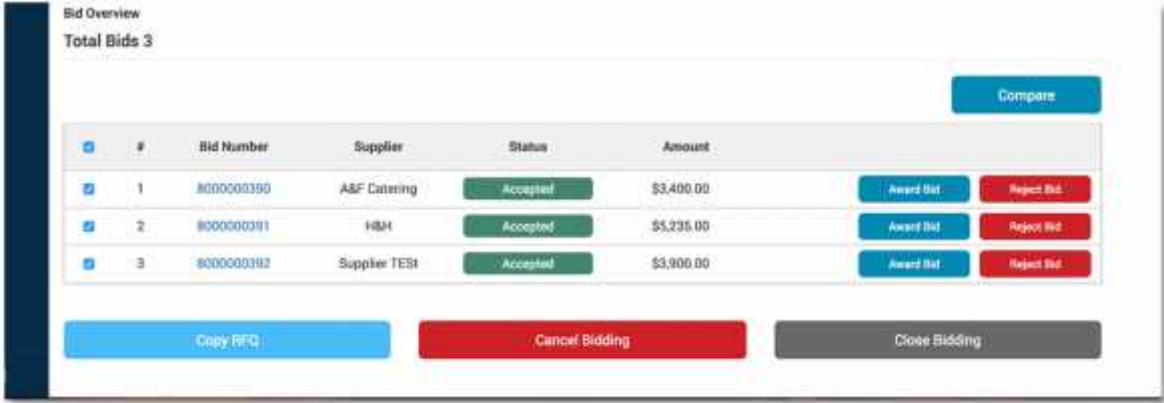 Bid Overview
Total Bids 3
Compare
# Bid Number Supplier Status Amount
1 8000000390 A&F Catering Accepted $3,400.00 Award Bid Reject Bid
2 8000000391 H&H Accepted $5,235.00 Award Bid Reject Bid
3 8000000392 Supplier TESt Accepted $3,900.00 Award Bid Reject Bid
Copy RFQ Cancel Bidding Close Bidding